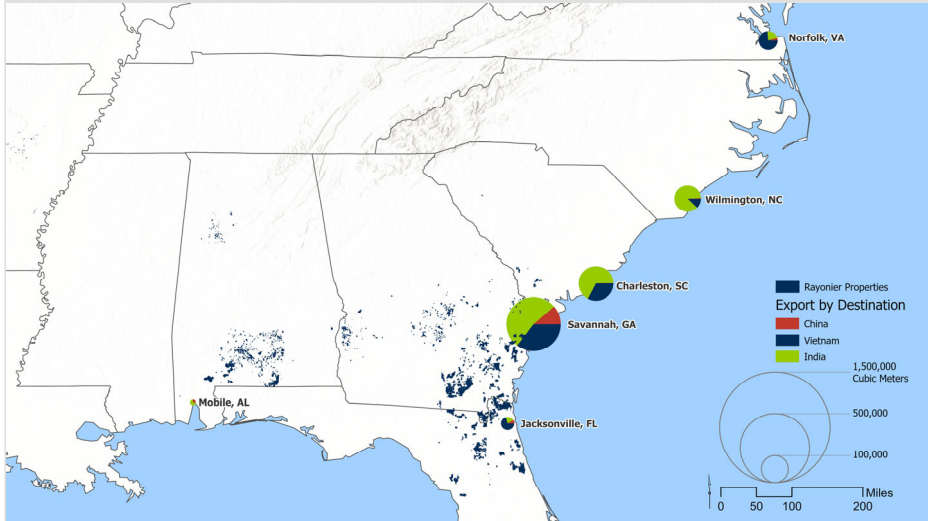 Norfolk, VA
Wilmington, NC
Charleston, SC
Savannah, GA
Mobile, AL
Jacksonville, FL
Rayonier Properties
Export by Destination
China
Vietnam
India
1,500,000
Cubic Meters
500,000
100,000
Miles
0 50 100 200